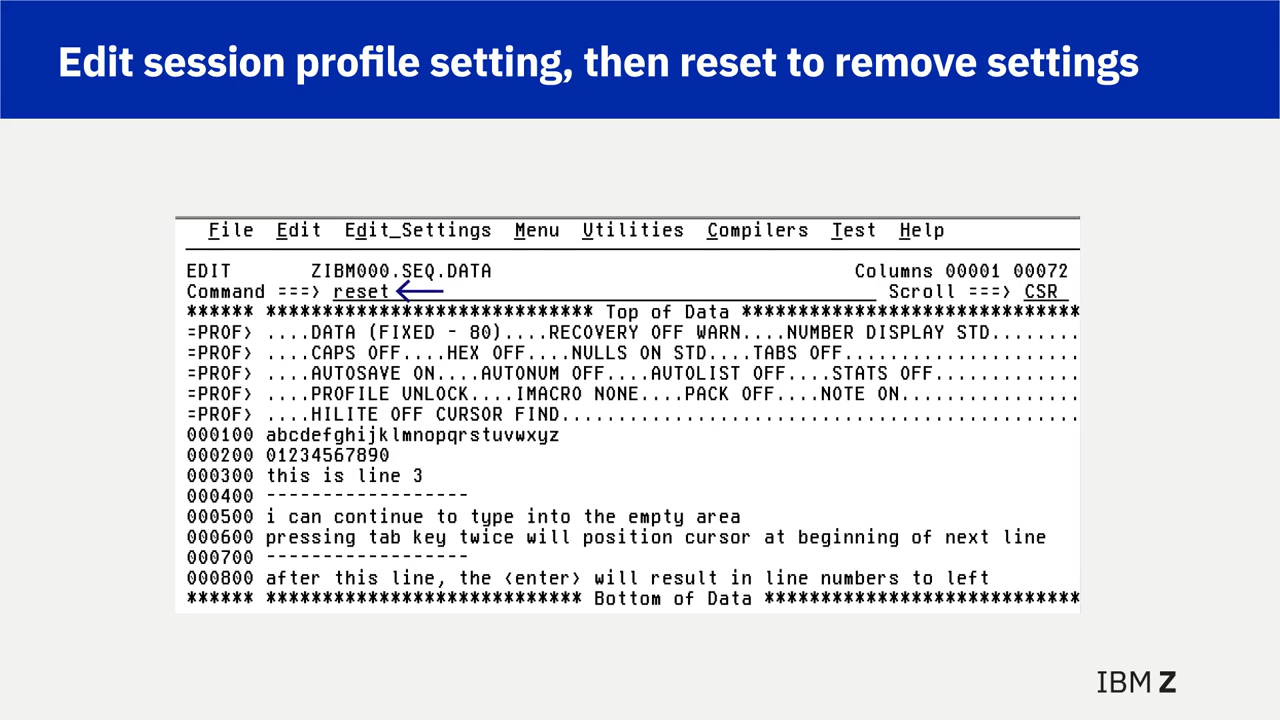 Edit session profile setting, then reset to remove settings
File Edit Edit_Settings Menu Utilities Compilers Test Help
EDIT ZIBM000.SEQ.DATA Columns 00001 00072
Command ===> reset Scroll ===> CSR
****** **************************** Top of Data ******************************
=PROF> ....DATA (FIXED - 80)....RECOVERY OFF WARN....NUMBER DISPLAY STD........
=PROF> ....CAPS OFF....HEX OFF....NULLS ON STD....TABS OFF.....................
=PROF> ....AUTOSAVE ON....AUTONUM OFF....AUTOLIST OFF....STATS OFF.............
=PROF> ....PROFILE UNLOCK....IMACRO NONE....PACK OFF....NOTE ON................
=PROF> ....HILITE OFF CURSOR FIND..............................................
000100 abcdefghijklmnopqrstuvwxyz
000200 01234567890
000300 this is line 3
000400 ------------------
000500 i can continue to type into the empty area
000600 pressing tab key twice will position cursor at beginning of next line
000700 ------------------
000800 after this line, the <enter> will result in line numbers to left
****** **************************** Bottom of Data ****************************
IBM Z